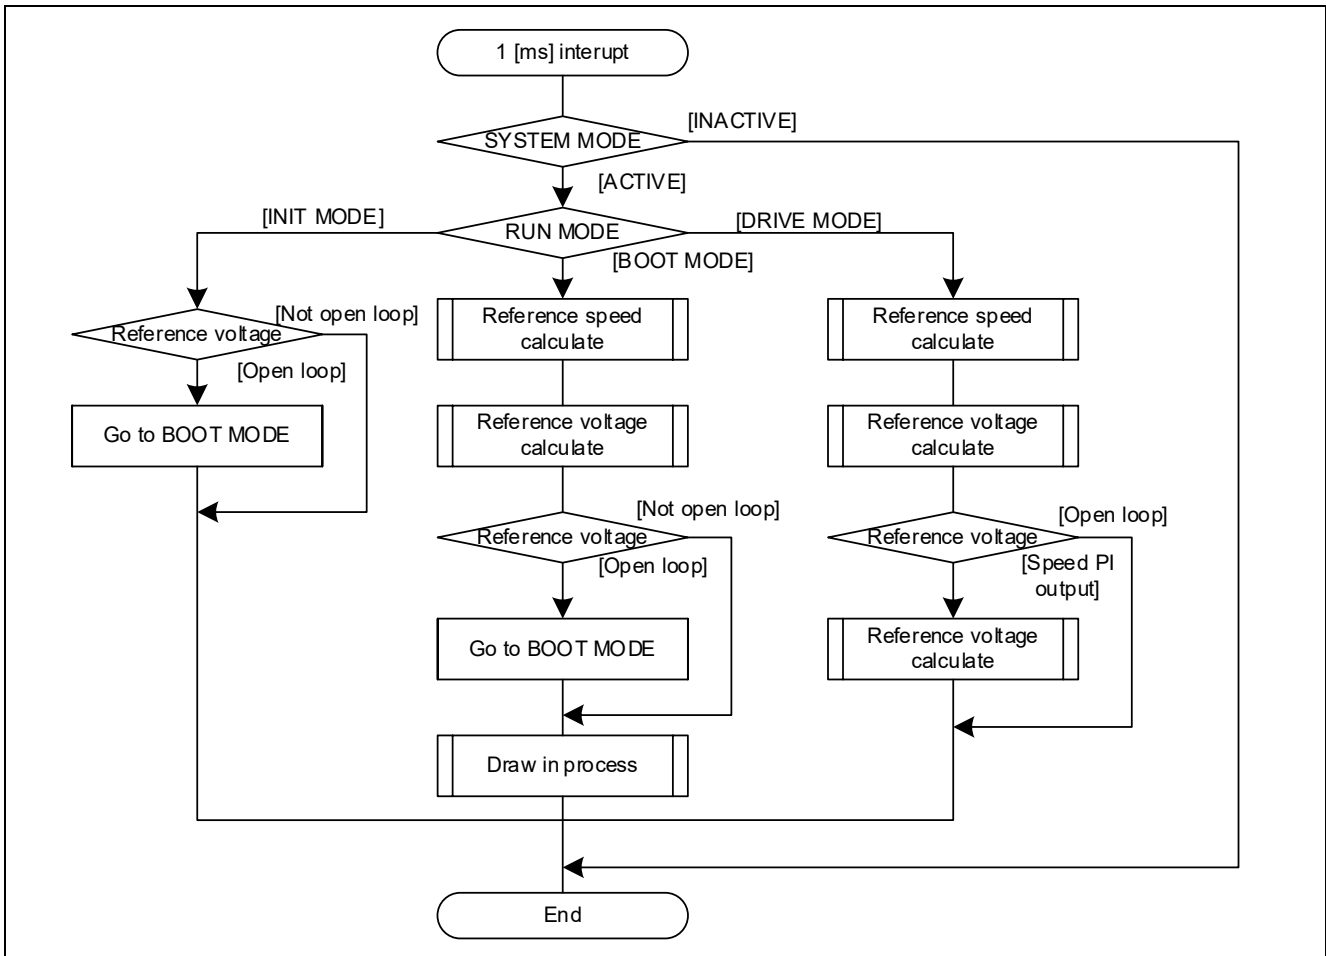 1 [ms] interupt
[INACTIVE]
SYSTEM MODE
[ACTIVE]
[INIT MODE]
RUN MODE
[DRIVE MODE]
[BOOT MODE]
Reference voltage
[Not open loop]
[Open loop]
Go to BOOT MODE
Reference speed
calculate
Reference voltage
calculate
[Not open loop]
Reference voltage
[Open loop]
Go to BOOT MODE
Draw in process
Reference speed
calculate
Reference voltage
calculate
[Open loop]
Reference voltage
[Speed PI
output]
Reference voltage
calculate
End